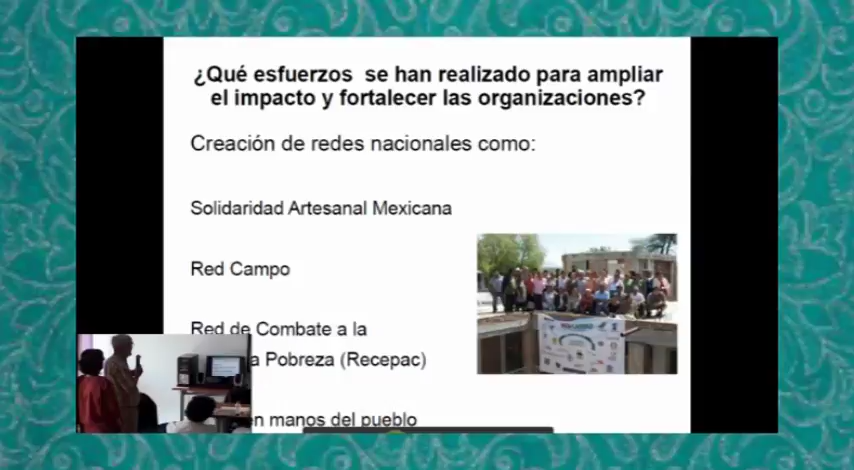 ¿Qué esfuerzos se han realizado para ampliar
el impacto y fortalecer las organizaciones?
Creación de redes nacionales como:
Solidaridad Artesanal Mexicana
Red Campo
Red de Combate a la
a Pobreza (Recepac)
en manos del pueblo